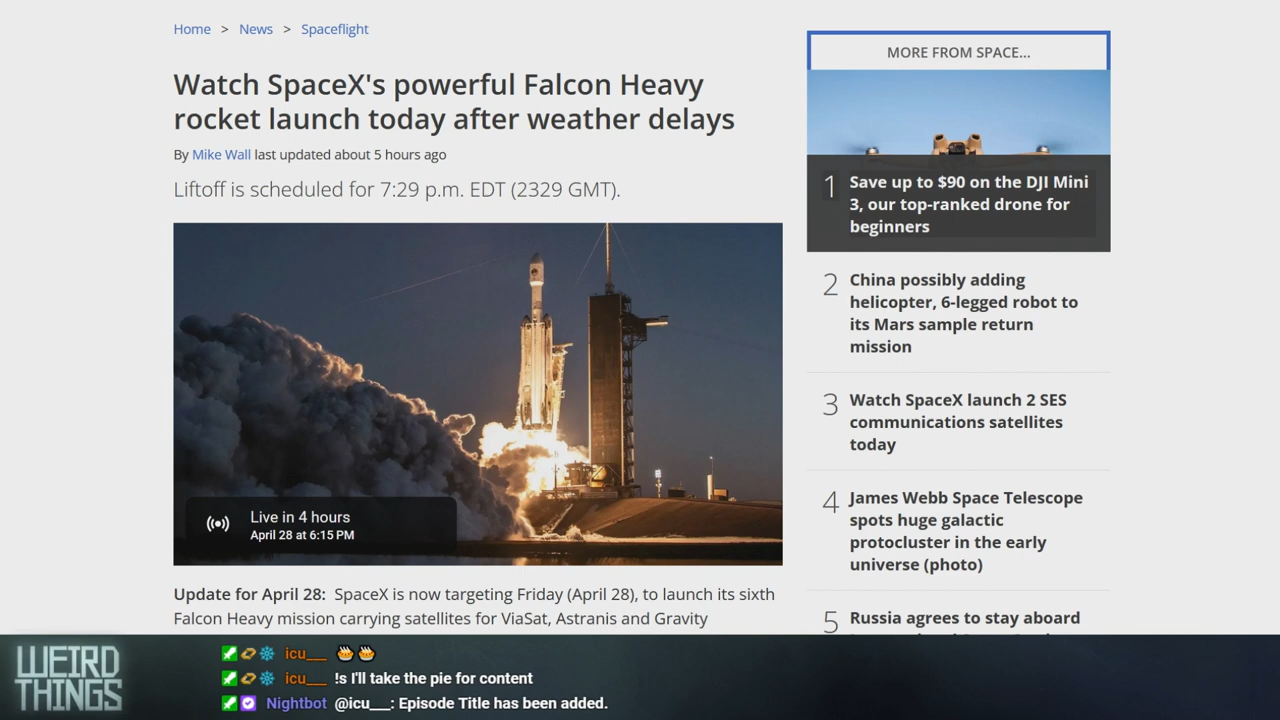 Home > News > Spaceflight
Watch SpaceX's powerful Falcon Heavy
rocket launch today after weather delays
By Mike Wall last updated about 5 hours ago
Liftoff is scheduled for 7:29 p.m. EDT (2329 GMT).
Live in 4 hours
April 28 at 6:15 PM
Update for April 28: SpaceX is now targeting Friday (April 28), to launch its sixth
Falcon Heavy mission carrying satellites for ViaSat, Astranis and Gravity
MORE FROM SPACE...
1 Save up to $90 on the DJI Mini
3, our top-ranked drone for
beginners
2 China possibly adding
helicopter, 6-legged robot to
its Mars sample return
mission
3 Watch SpaceX launch 2 SES
communications satellites
today
4 James Webb Space Telescope
spots huge galactic
protocluster in the early
universe (photo)
5 Russia agrees to stay aboard
WEIRD
THINGS
icu___
icu___ !s I'll take the pie for content
Nightbot @icu___: Episode Title has been added.